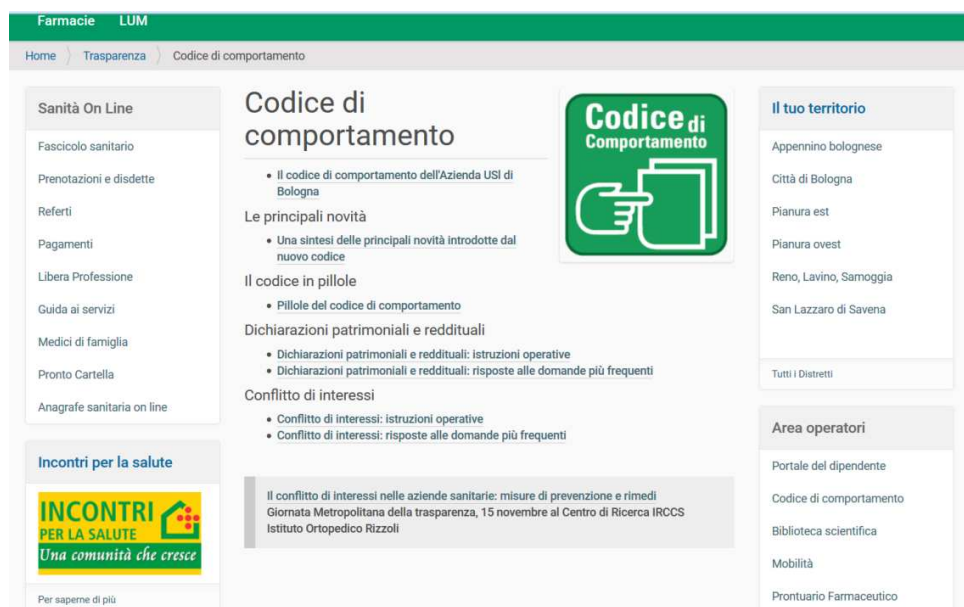 Farmacie LUM
Home Trasparenza Codice di comportamento
Sanità On Line
Fascicolo sanitario
Prenotazioni e disdette
Referti
Pagamenti
Libera Professione
Guida ai servizi
Medici di famiglia
Pronto Cartella
Anagrafe sanitaria on line
Incontri per la salute
INCONTRI
PER LA SALUTE
Una comunità che cresce
Per saperne di più
Codice di
comportamento
Il codice di comportamento dell'Azienda USl di
Bologna
Le principali novità
Una sintesi delle principali novità introdotte dal
nuovo codice
Il codice in pillole
Pillole del codice di comportamento
Dichiarazioni patrimoniali e reddituali
Dichiarazioni patrimoniali e reddituali: istruzioni operative
Dichiarazioni patrimoniali e reddituali: risposte alle domande più frequenti
Conflitto di interessi
Conflitto di interessi: istruzioni operative
Conflitto di interessi: risposte alle domande più frequenti
Il conflitto di interessi nelle aziende sanitarie: misure di prevenzione e rimedi
Giornata Metropolitana della trasparenza, 15 novembre al Centro di Ricerca IRCCS
Istituto Ortopedico Rizzoli
Codice di
Comportamento
Il tuo territorio
Appennino bolognese
Città di Bologna
Pianura est
Pianura ovest
Reno, Lavino, Samoggia
San Lazzaro di Savena
Tutti i Distretti
Area operatori
Portale del dipendente
Codice di comportamento
Biblioteca scientifica
Mobilità
Prontuario Farmaceutico